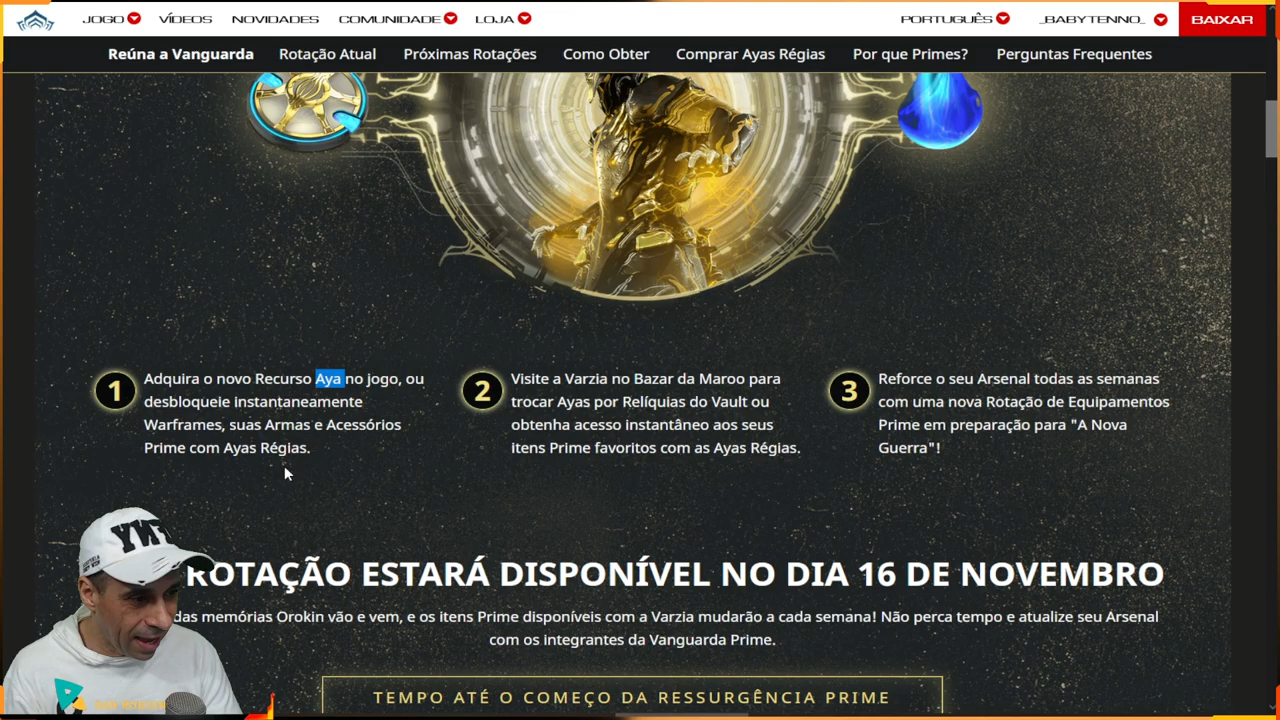 JOGO VÍDEOS NOVIDADES COMUNIDADE LOJA PORTUGUÊS _BABYTENNO_ BAIXAR
Reúna a Vanguarda Rotação Atual Próximas Rotações Como Obter Comprar Ayas Régias Por que Primes? Perguntas Frequentes
1
Adquira o novo Recurso Aya no jogo, ou
desbloqueie instantaneamente
Warframes, suas Armas e Acessórios
Prime com Ayas Régias.
2
Visite a Varzia no Bazar da Maroo para
trocar Ayas por Relíquias do Vault ou
obtenha acesso instantâneo aos seus
itens Prime favoritos com as Ayas Régias.
3
Reforce o seu Arsenal todas as semanas
com uma nova Rotação de Equipamentos
Prime em preparação para "A Nova
Guerra"!
ROTAÇÃO ESTARÁ DISPONÍVEL NO DIA 16 DE NOVEMBRO
das memórias Orokin vão e vem, e os itens Prime disponíveis com a Varzia mudarão a cada semana! Não perca tempo e atualize seu Arsenal
com os integrantes da Vanguarda Prime.
TEMPO ATÉ O COMEÇO DA RESSURGÊNCIA PRIME